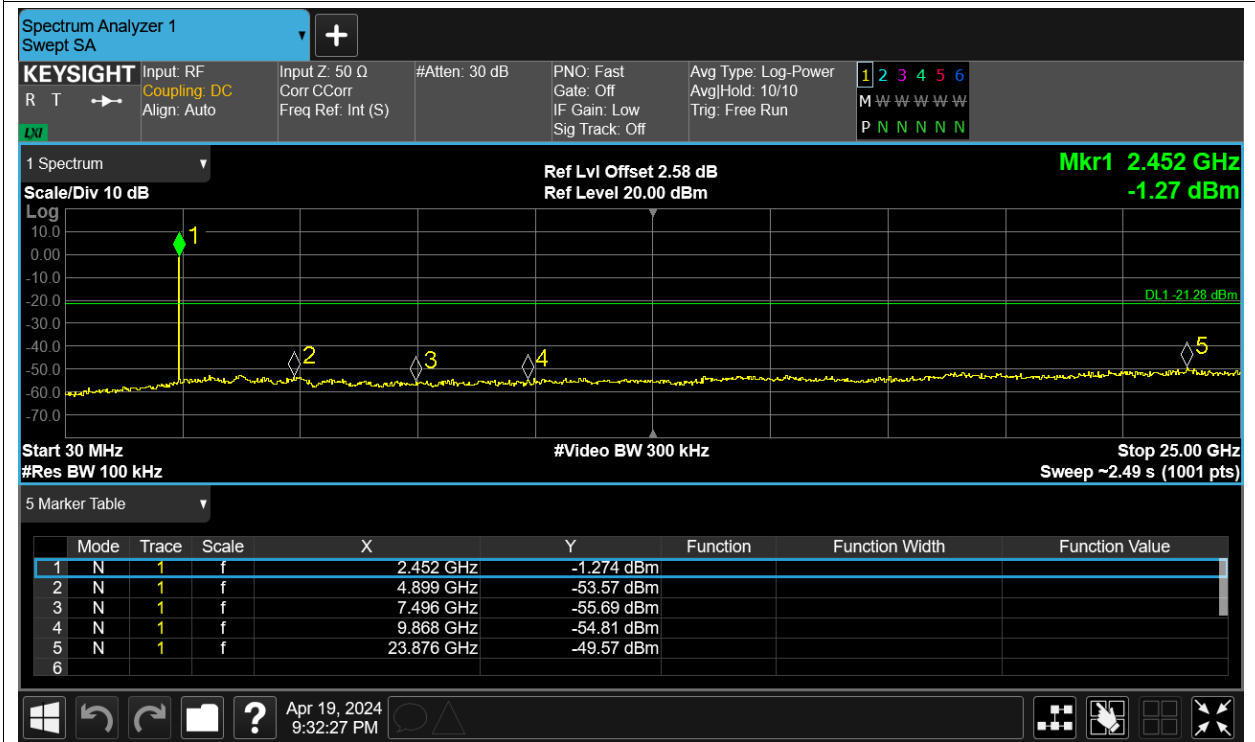 Spectrum Analyzer 1
Swept SA
KEYSIGHT
R T
LXI
Input: RF
Coupling: DC
Align: Auto
Input Z: 50 Ω
Corr CCorr
Freq Ref: Int (S)
#Atten: 30 dB
PNO: Fast
Gate: Off
IF Gain: Low
Sig Track: Off
Avg Type: Log-Power
Avg|Hold: 10/10
Trig: Free Run
1 2 3 4 5 6
M W W W W W
P N N N N N
1 Spectrum
Scale/Div 10 dB
Ref Lvl Offset 2.58 dB
Ref Level 20.00 dBm
Mkr1 2.452 GHz
-1.27 dBm
Log
10.0
0.00
-10.0
-20.0
-30.0
-40.0
-50.0
-60.0
-70.0
1
2
3
4
5
DL1 -21.28 dBm
Start 30 MHz
#Video BW 300 kHz
Stop 25.00 GHz
#Res BW 100 kHz
Sweep ~2.49 s (1001 pts)
5 Marker Table
Mode Trace Scale X Y Function Function Width Function Value
1 N 1 f 2.452 GHz -1.274 dBm
2 N 1 f 4.899 GHz -53.57 dBm
3 N 1 f 7.496 GHz -55.69 dBm
4 N 1 f 9.868 GHz -54.81 dBm
5 N 1 f 23.876 GHz -49.57 dBm
6
?
Apr 19, 2024
9:32:27 PM